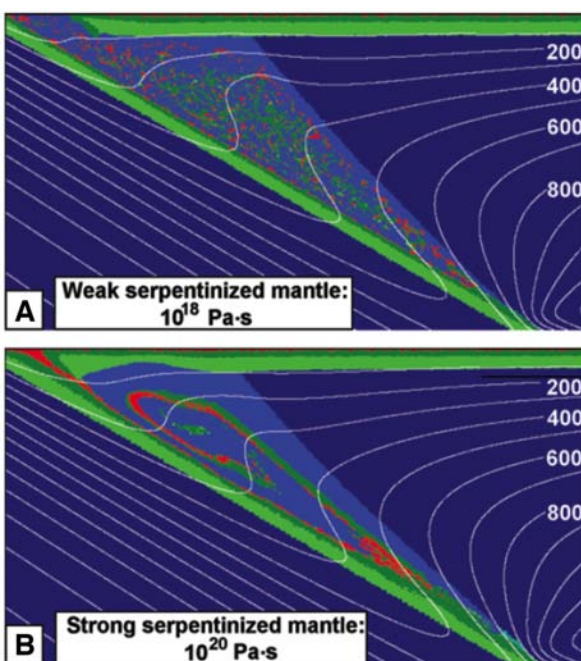 200
400
600
800
A
Weak serpentinized mantle:
10¹⁸ Pa·s
200
400
600
800
B
Strong serpentinized mantle:
10²⁰ Pa·s